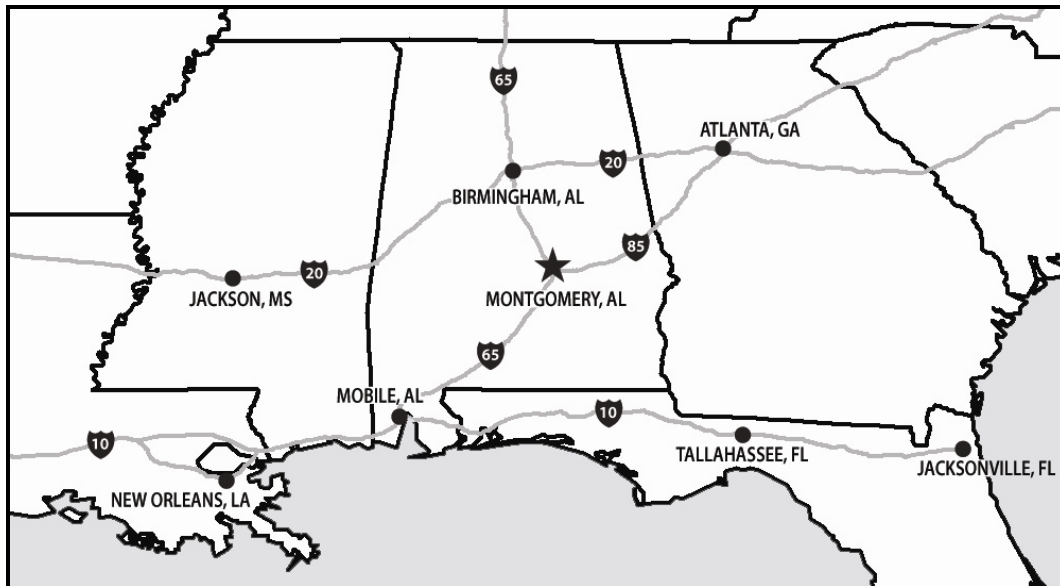 65
ATLANTA, GA
20
BIRMINGHAM, AL
85
20
JACKSON, MS
MONTGOMERY, AL
65
MOBILE, AL
10
10
TALLAHASSEE, FL
JACKSONVILLE, FL
NEW ORLEANS, LA